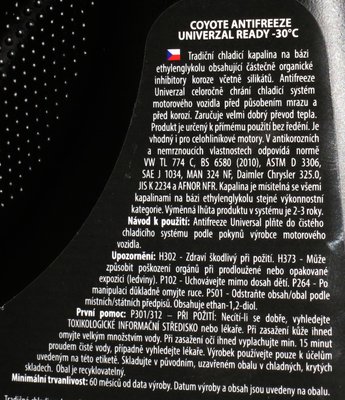 COYOTE ANTIFREEZE
UNIVERZAL READY -30°C
Tradiční chladicí kapalina na bázi
ethylenglykolu obsahující částečně organické
inhibitory koroze včetně silikátů. Antifreeze
Univerzal celoročně chrání chladicí systém
motorového vozidla před působením mrazu a
před korozí. Zaručuje velmi dobrý převod tepla.
Produkt je určený k přímému použití bez ředění. Je
vhodný i pro celohliníkové motory. V antikorozních
a nemrznoucích vlastnostech odpovídá normě
VW TL 774 C, BS 6580 (2010), ASTM D 3306,
SAE J 1034, MAN 324 NF, Daimler Chrysler 325.0,
JIS K 2234 a AFNOR NFR. Kapalina je mísitelná se všemi
kapalinami na bázi ethylenglykolu stejné výkonnostní
kategorie. Výměnná lhůta produktu v systému je 2-3 roky.
Návod k použití: Antifreeze Univerzal plňte do čistého
chladicího systému podle pokynů výrobce motorového
vozidla.
Upozornění: H302 - Zdraví škodlivý při požití. H373 - Může
způsobit poškození orgánů při prodloužené nebo opakované
expozici (ledviny). P102 - Uchovávejte mimo dosah dětí. P264 - Po
manipulaci důkladně omyjte ruce. P501 - Odstraňte obsah/obal podle
místních/státních předpisů. Obsahuje ethan-1,2-diol.
První pomoc: P301/312 – PŘI POŽITÍ: Necítí-li se dobře, vyhledejte
TOXIKOLOGICKÉ INFORMAČNÍ STŘEDISKO nebo lékaře. Při zasažení kůže ihned
omyjte velkým množstvím vody. Při zasažení očí ihned vyplachujte min. 15 minut
proudem čisté vody, případně vyhledejte lékaře. Výrobek používejte pouze k účelům
uvedeným na této etiketě. Skladujte v původním, uzavřeném obalu v chladných, krytých
skladech. Obal je recyklovatelný.
Minimální trvanlivost: 60 měsíců od data výroby. Datum výroby a obsah jsou uvedeny na obalu.